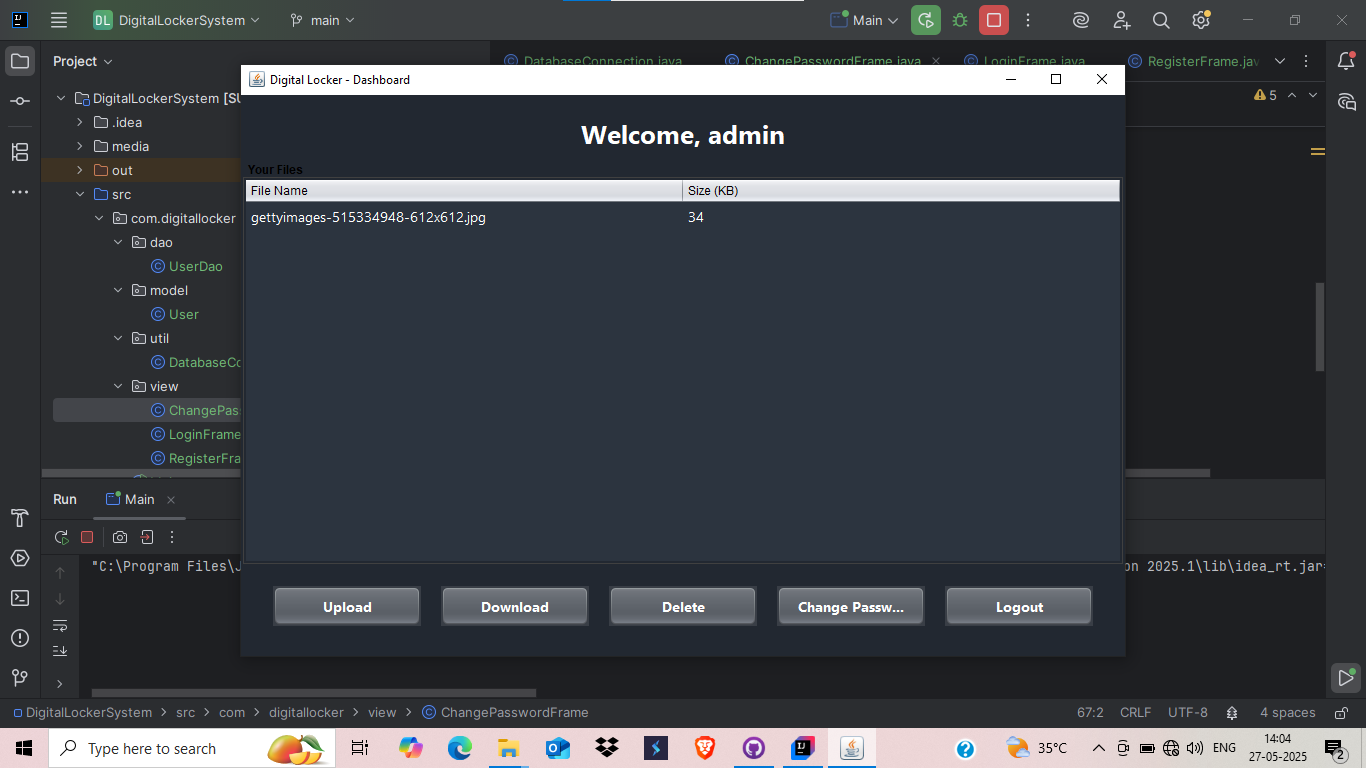 DL DigitalLockerSystem main Main
Project
DatabaseConnection.java ChangePasswordFrame.java LoginFrame.java RegisterFrame.jav
Digital Locker - Dashboard
DigitalLockerSystem [SU
5
.idea
media
out
src
com.digitallocker
dao
UserDao
model
User
util
DatabaseCo
view
ChangePas
LoginFrame
RegisterFra
Welcome, admin
Your Files
File Name Size (KB)
gettyimages-515334948-612x612.jpg 34
Upload Download Delete Change Passw... Logout
Run Main
"C:\Program Files\J
on 2025.1\lib\idea_rt.jar=
DigitalLockerSystem > src > com > digitallocker > view > ChangePasswordFrame 67:2 CRLF UTF-8 4 spaces
Type here to search
35°C ENG 14:04
27-05-2025
2